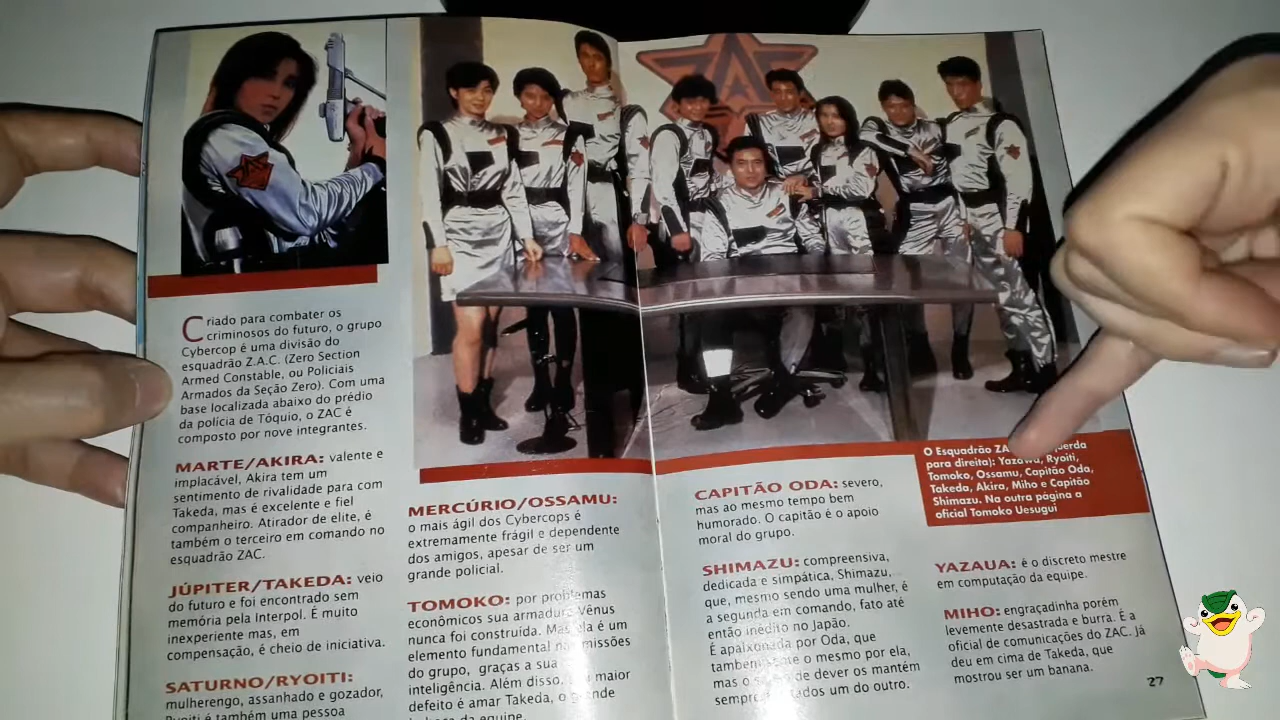 ZAC
Criado para combater os
criminosos do futuro, o grupo
Cybercop é uma divisão do
esquadrão Z.A.C. (Zero Section
Armed Constable, ou Policiais
Armados da Seção Zero). Com uma
base localizada abaixo do prédio
da polícia de Tóquio, o ZAC é
composto por nove integrantes.
MARTE/AKIRA: valente e
implacável, Akira tem um
sentimento de rivalidade para com
Takeda, mas é excelente e fiel
companheiro. Atirador de elite, é
também o terceiro em comando no
esquadrão ZAC.
JÚPITER/TAKEDA: veio
do futuro e foi encontrado sem
memória pela Interpol. É muito
inexperiente mas, em
compensação, é cheio de iniciativa.
SATURNO/RYOITI:
mulherengo, assanhado e gozador,
Ryoiti é também uma pessoa
MERCÚRIO/OSSAMU:
o mais ágil dos Cybercops é
extremamente frágil e dependente
dos amigos, apesar de ser um
grande policial.
TOMOKO: por problemas
econômicos sua armadura Vênus
nunca foi construída. Mas ela é um
elemento fundamental nas missões
do grupo, graças a sua
inteligência. Além disso, maior
defeito é amar Takeda, o grande
da equipe.
CAPITÃO ODA: severo,
mas ao mesmo tempo bem
humorado. O capitão é o apoio
moral do grupo.
SHIMAZU: compreensiva,
dedicada e simpática, Shimazu,
que, mesmo sendo uma mulher, é
a segunda em comando, fato até
então inédito no Japão.
É apaixonada por Oda, que
também sente o mesmo por ela,
mas o de dever os mantém
sempre um do outro.
O Esquadrão ZAC
para direita): Yazawa, Ryoiti,
Tomoko, Ossamu, Capitão Oda,
Takeda, Akira, Miho e Capitão
Shimazu. Na outra página a
oficial Tomoko Uesugui
YAZAUA: é o discreto mestre
em computação da equipe.
MIHO: engraçadinha porém
levemente desastrada e burra. É a
oficial de comunicações do ZAC. Já
deu em cima de Takeda, que
mostrou ser um banana.
27